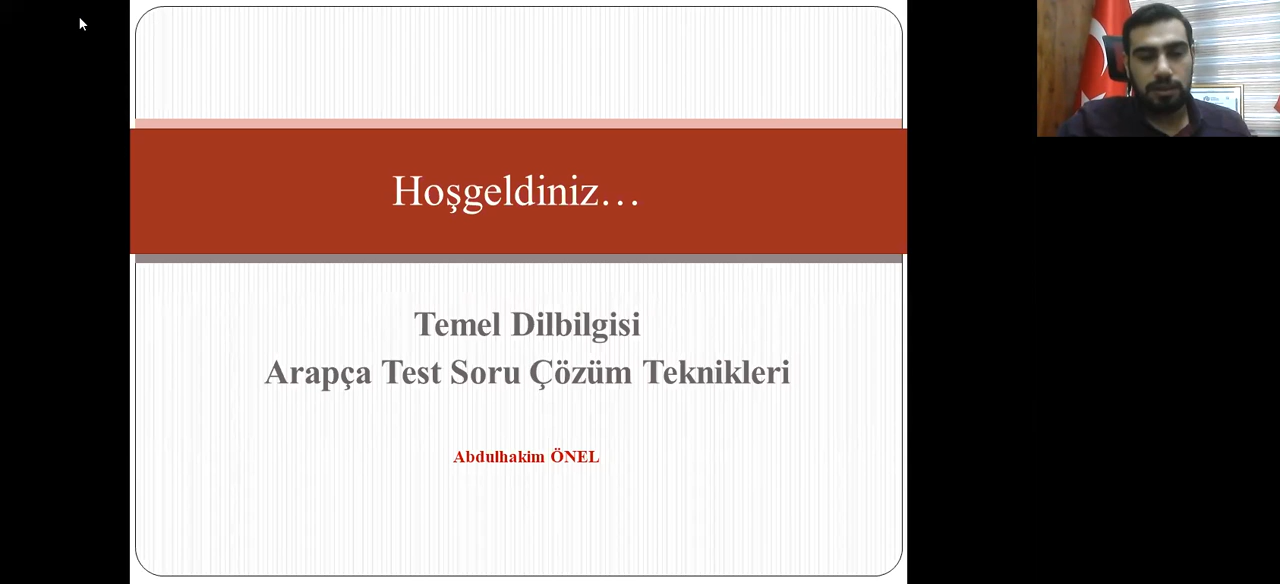 Hoşgeldiniz…
Temel Dilbilgisi
Arapça Test Soru Çözüm Teknikleri
Abdulhakim ÖNEL